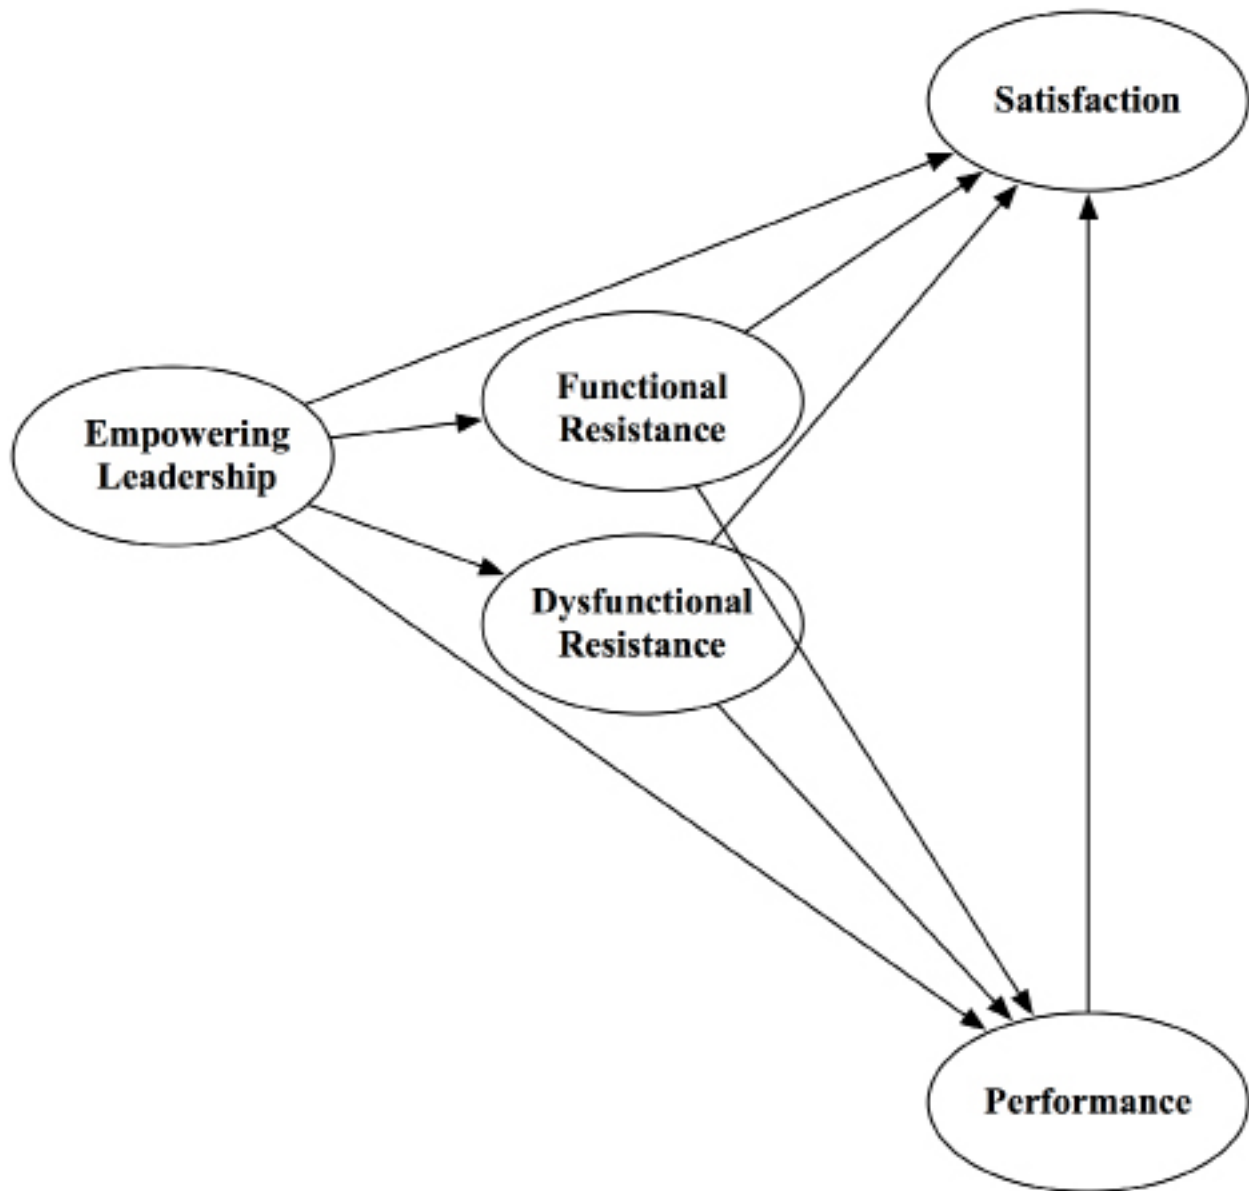 Satisfaction
Functional
Resistance
Empowering
Leadership
Dysfunctional
Resistance
Performance